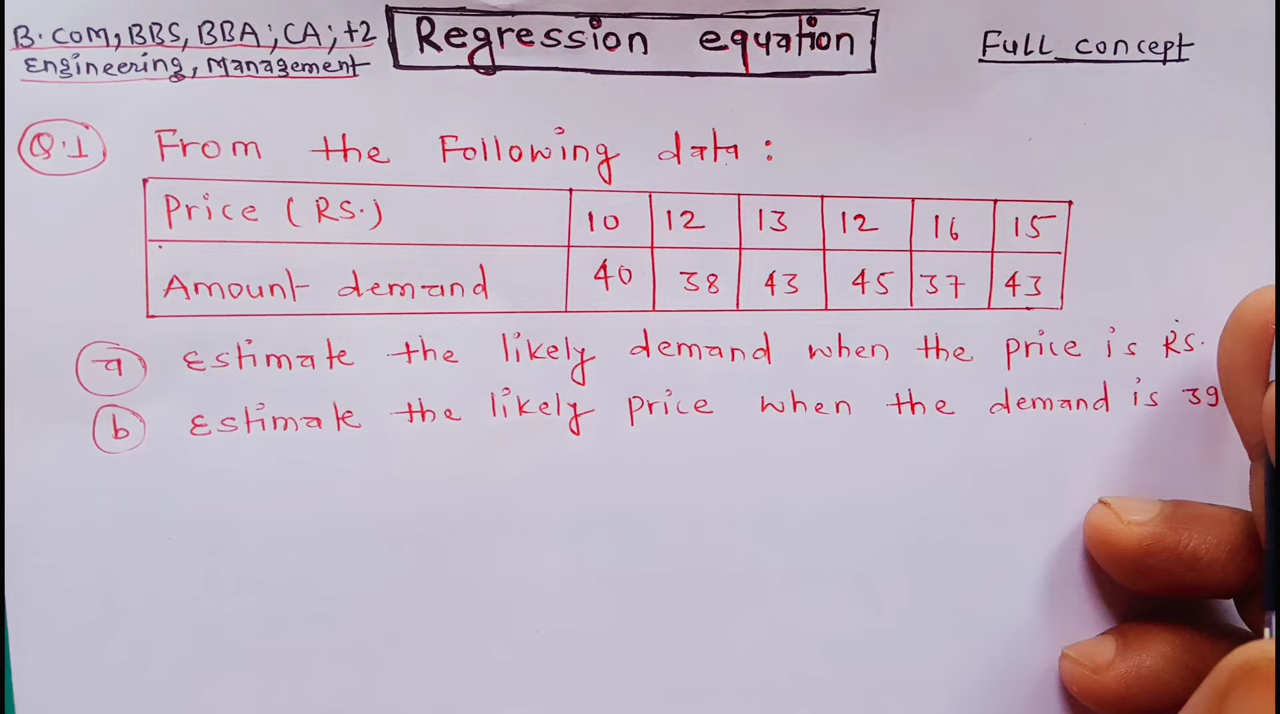 B.COM, BBS, BBA; CA; +2
Engineering, Management
Regression equation
Full concept
Q.1 From the Following data :
Price (RS.) 10 12 13 12 16 15
Amount demand 40 38 43 45 37 43
a Estimate the likely demand when the price is RS.
b Estimate the likely price when the demand is 39